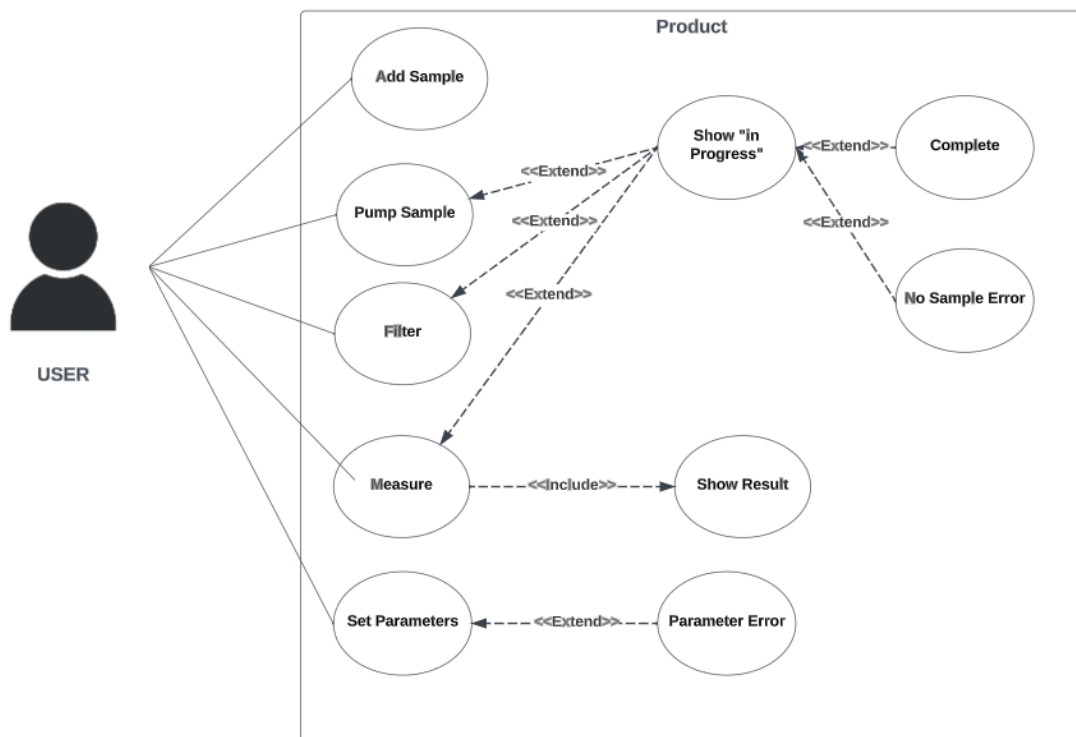 Product
Add Sample
Show "in
Progress"
<<Extend>>
Complete
<<Extend>>
Pump Sample
<<Extend>>
<<Extend>>
<<Extend>>
No Sample Error
Filter
USER
Measure
<<Include>>
Show Result
Set Parameters
<<Extend>>
Parameter Error